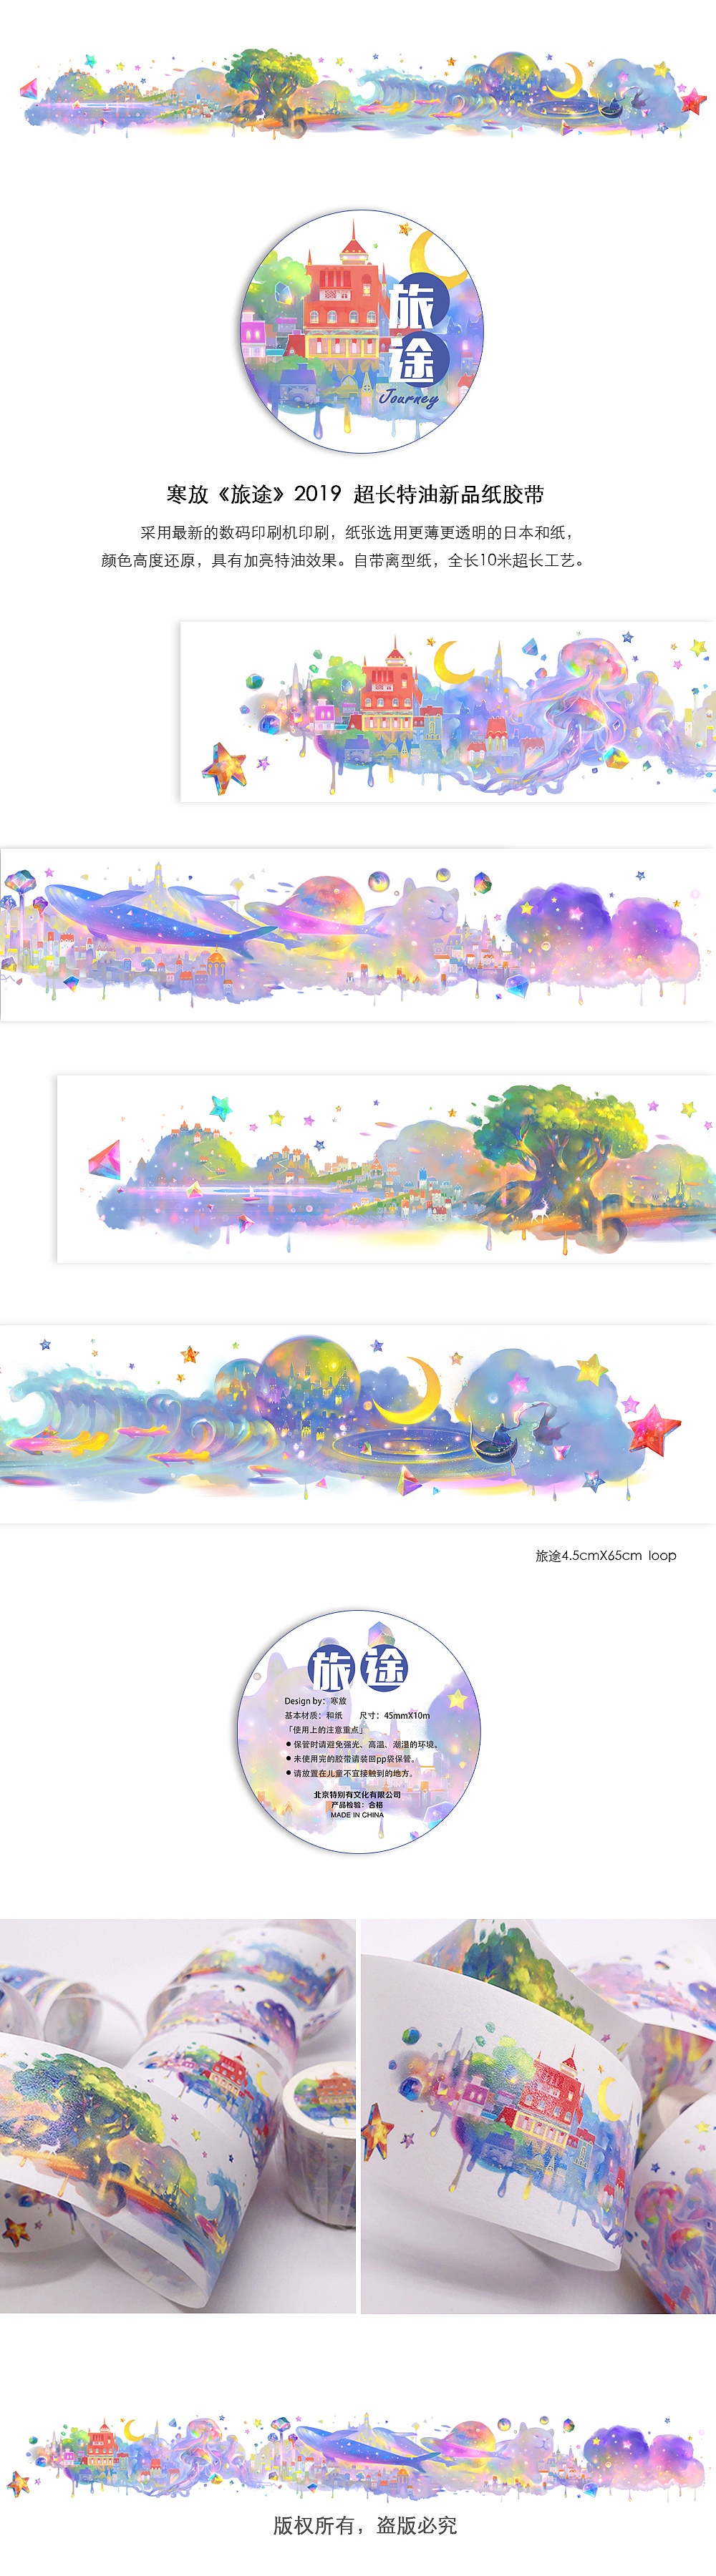 旅
途
Journey
寒放《旅途》2019 超长特油新品纸胶带
采用最新的数码印刷机印刷，纸张选用更薄更透明的日本和纸，
颜色高度还原，具有加亮特油效果。自带离型纸，全长10米超长工艺。
旅途4.5cmX65cm loop
旅途
Design by：寒放
基本材质：和纸 尺寸：45mmX10m
「使用上的注意重点」
● 保管时请避免强光、高温、潮湿的环境。
● 未使用完的胶带请装回pp袋保管。
● 请放置在儿童不宜接触到的地方。
北京特别有文化有限公司
产品检验：合格
MADE IN CHINA
版权所有，盗版必究